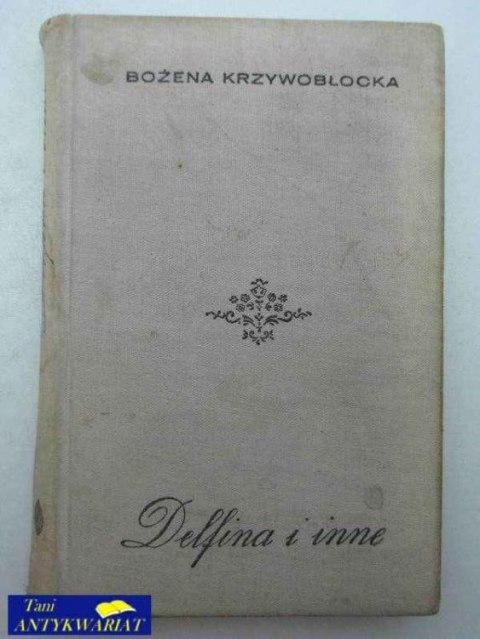 BOŻENA KRZYWOBŁOCKA
Delfina i inne
Tani
ANTYKWARIAT